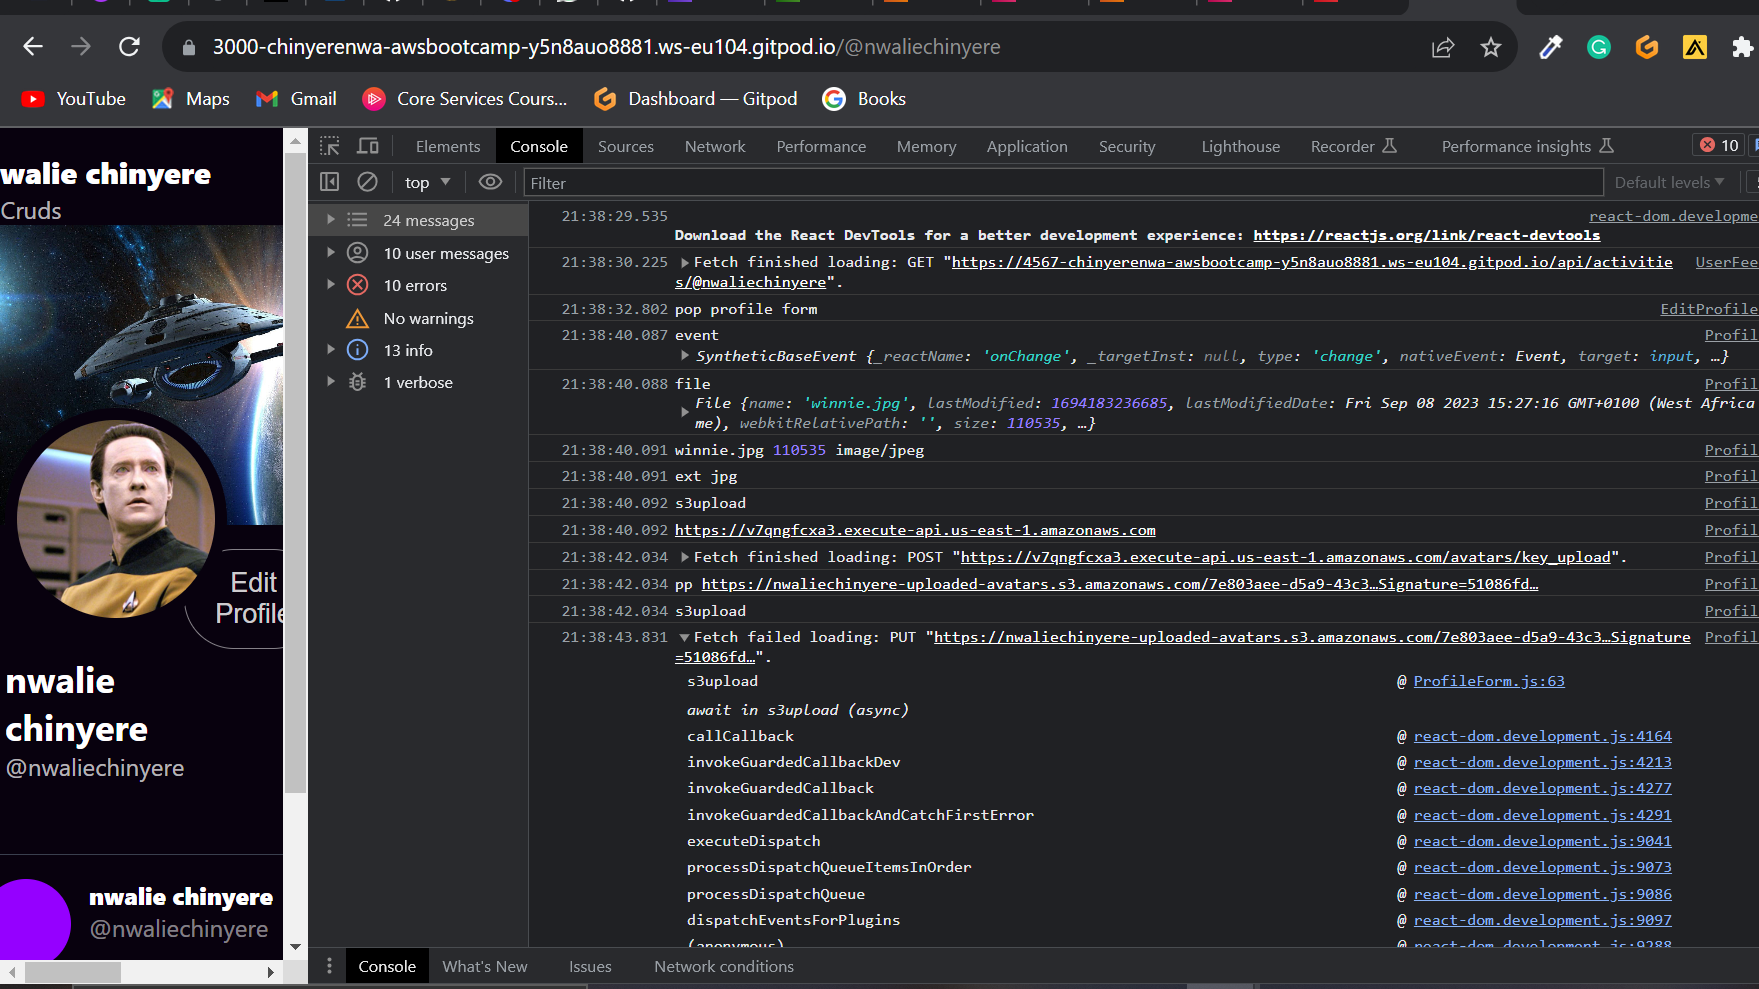 3000-chinyerenwa-awsbootcamp-y5n8auo8881.ws-eu104.gitpod.io/@nwaliechinyere
YouTube Maps Gmail Core Services Cours... Dashboard — Gitpod Books
walie chinyere
Cruds
Edit
Profile
nwalie
chinyere
@nwaliechinyere
nwalie chinyere
@nwaliechinyere
Elements Console Sources Network Performance Memory Application Security Lighthouse Recorder Performance insights 10
top Filter Default levels
24 messages
10 user messages
10 errors
No warnings
13 info
1 verbose
21:38:29.535 react-dom.developme
Download the React DevTools for a better development experience: https://reactjs.org/link/react-devtools
21:38:30.225 Fetch finished loading: GET "https://4567-chinyerenwa-awsbootcamp-y5n8auo8881.ws-eu104.gitpod.io/api/activitie UserFee
s/@nwaliechinyere".
21:38:32.802 pop profile form EditProfile
21:38:40.087 event Profil
SyntheticBaseEvent {_reactName: 'onChange', _targetInst: null, type: 'change', nativeEvent: Event, target: input, …}
21:38:40.088 file Profil
File {name: 'winnie.jpg', lastModified: 1694183236685, lastModifiedDate: Fri Sep 08 2023 15:27:16 GMT+0100 (West Africa
me), webkitRelativePath: '', size: 110535, …}
21:38:40.091 winnie.jpg 110535 image/jpeg Profil
21:38:40.091 ext jpg Profil
21:38:40.092 s3upload Profil
21:38:40.092 https://v7qngfcxa3.execute-api.us-east-1.amazonaws.com Profil
21:38:42.034 Fetch finished loading: POST "https://v7qngfcxa3.execute-api.us-east-1.amazonaws.com/avatars/key_upload". Profil
21:38:42.034 pp https://nwaliechinyere-uploaded-avatars.s3.amazonaws.com/7e803aee-d5a9-43c3…Signature=51086fd… Profil
21:38:42.034 s3upload Profil
21:38:43.831 Fetch failed loading: PUT "https://nwaliechinyere-uploaded-avatars.s3.amazonaws.com/7e803aee-d5a9-43c3…Signature Profil
=51086fd…".
s3upload @ ProfileForm.js:63
await in s3upload (async)
callCallback @ react-dom.development.js:4164
invokeGuardedCallbackDev @ react-dom.development.js:4213
invokeGuardedCallback @ react-dom.development.js:4277
invokeGuardedCallbackAndCatchFirstError @ react-dom.development.js:4291
executeDispatch @ react-dom.development.js:9041
processDispatchQueueItemsInOrder @ react-dom.development.js:9073
processDispatchQueue @ react-dom.development.js:9086
dispatchEventsForPlugins @ react-dom.development.js:9097
(anonymous) @ react-dom.development.js:9288
Console What's New Issues Network conditions